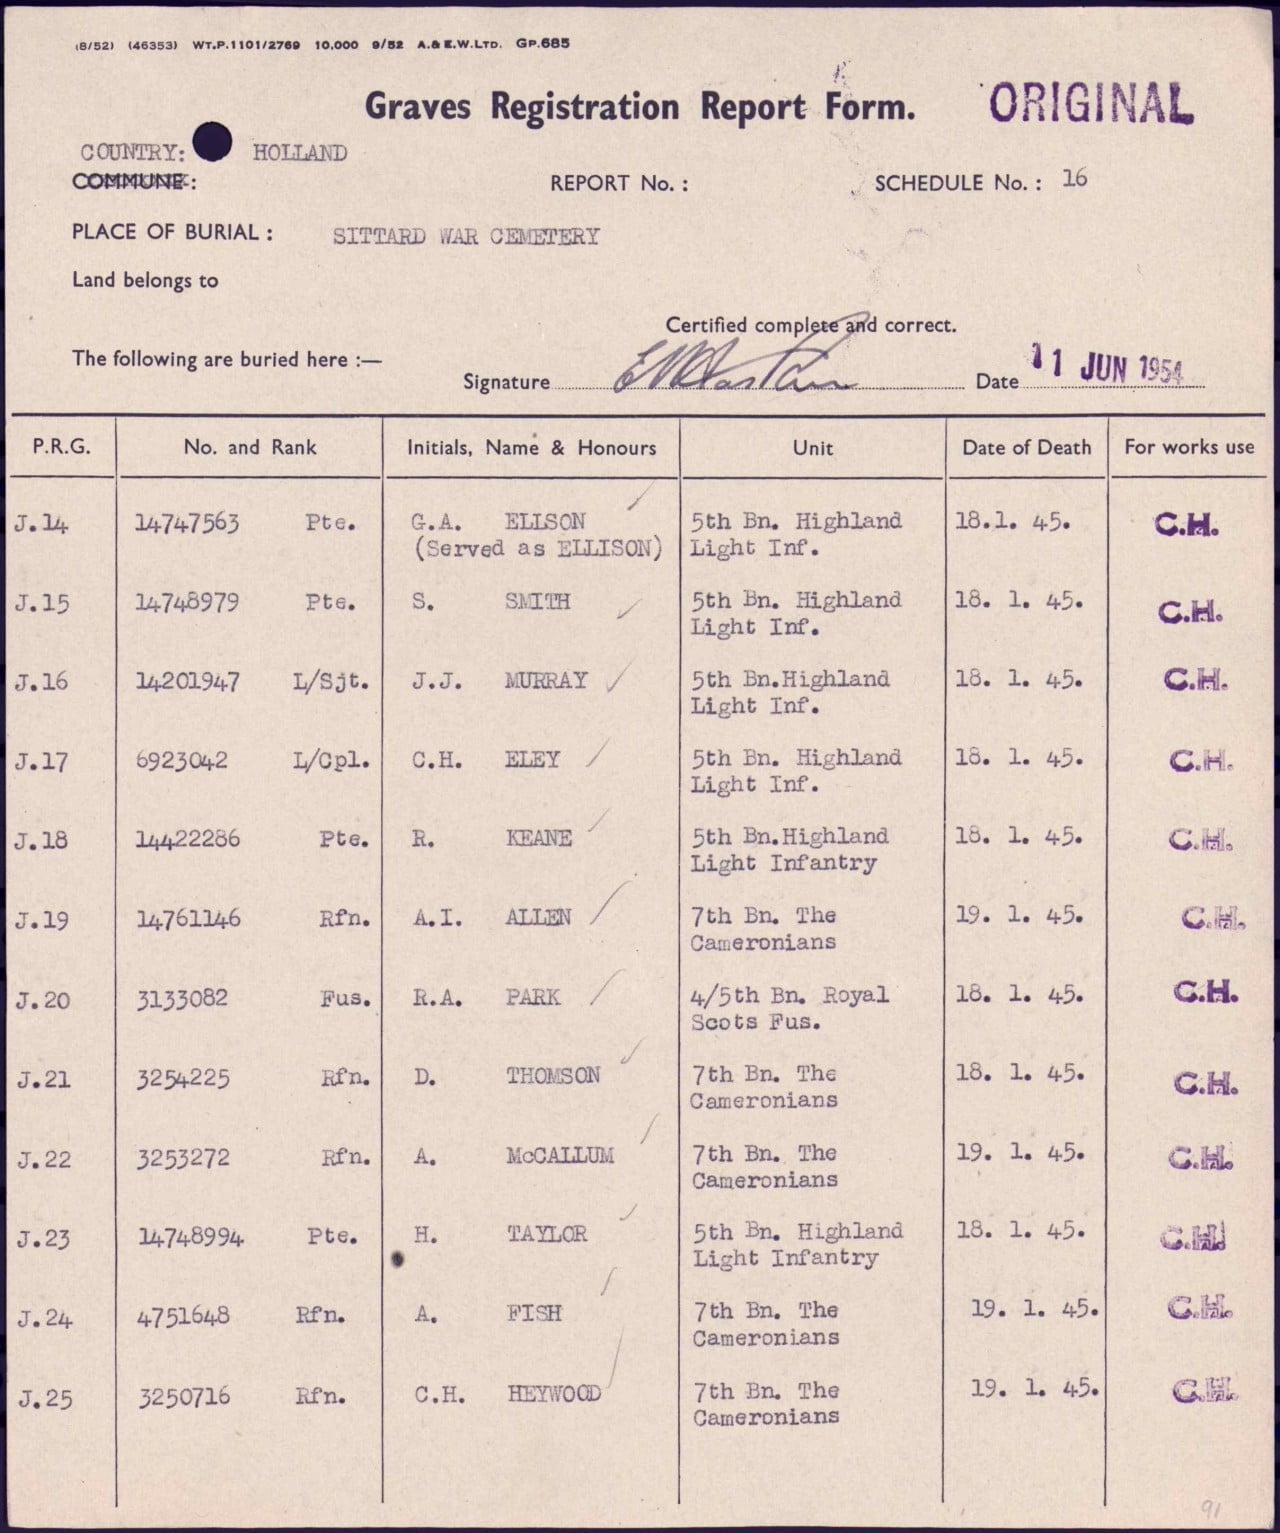 (8/52) (46353) WT.P.1101/2769 10,000 9/52 A.& E.W.LTD. GP.685
Graves Registration Report Form. ORIGINAL
COUNTRY: HOLLAND
COMMUNE: REPORT No. : SCHEDULE No. : 16
PLACE OF BURIAL : SITTARD WAR CEMETERY
Land belongs to
Certified complete and correct.
The following are buried here :—
Signature Date 11 JUN 1954
P.R.G. No. and Rank Initials, Name & Honours Unit Date of Death For works use
J.14 14747563 Pte. G.A. ELLSON 5th Bn. Highland 18.1. 45. C.H.
(Served as ELLISON) Light Inf.
J.15 14748979 Pte. S. SMITH 5th Bn. Highland 18. 1. 45. C.H.
Light Inf.
J.16 14201947 L/Sjt. J.J. MURRAY 5th Bn.Highland 18. 1. 45. C.H.
Light Inf.
J.17 6923042 L/Cpl. C.H. ELEY 5th Bn. Highland 18. 1. 45. C.H.
Light Inf.
J.18 14422286 Pte. R. KEANE 5th Bn.Highland 18. 1. 45. C.H.
Light Infantry
J.19 14761146 Rfn. A.I. ALLEN 7th Bn. The 19. 1. 45. C.H.
Cameronians
J.20 3133082 Fus. R.A. PARK 4/5th Bn. Royal 18. 1. 45. C.H.
Scots Fus.
J.21 3254225 Rfn. D. THOMSON 7th Bn. The 18. 1. 45. C.H.
Cameronians
J.22 3253272 Rfn. A. McCALLUM 7th Bn. The 19. 1. 45. C.H.
Cameronians
J.23 14748994 Pte. H. TAYLOR 5th Bn. Highland 18. 1. 45. C.H.
Light Infantry
J.24 4751648 Rfn. A. FISH 7th Bn. The 19. 1. 45. C.H.
Cameronians
J.25 3250716 Rfn. C.H. HEYWOOD 7th Bn. The 19. 1. 45. C.H.
Cameronians
91